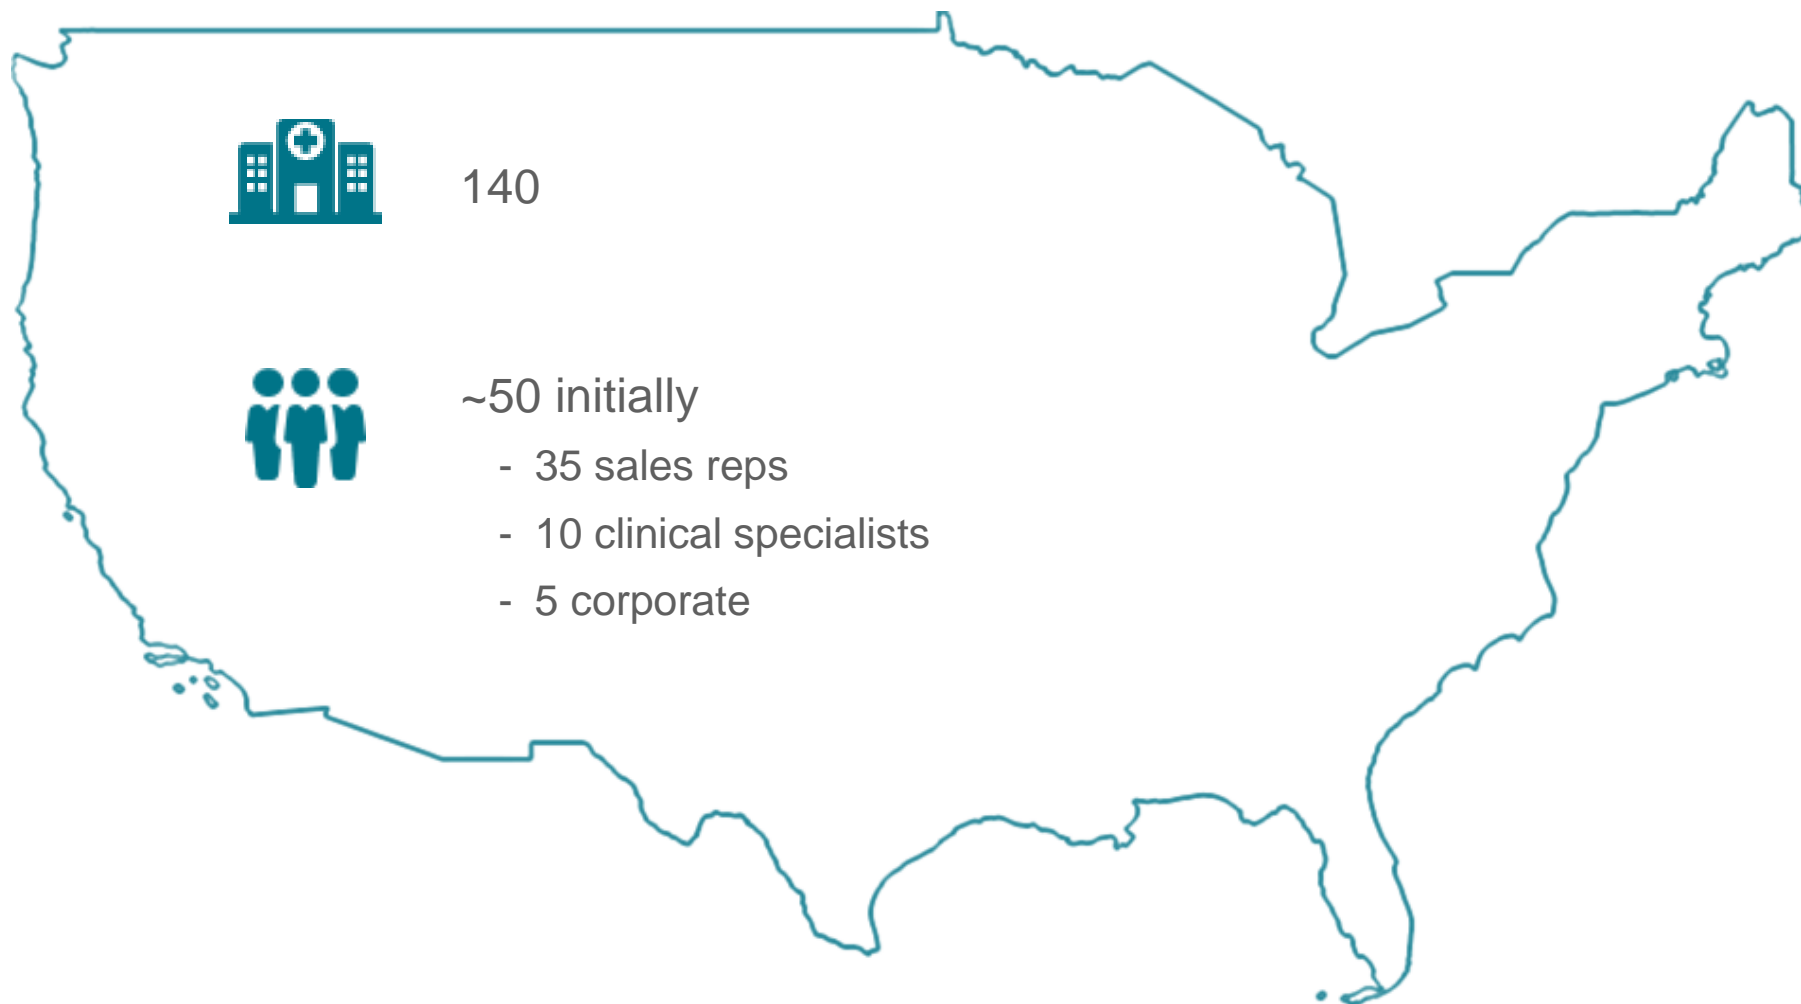 140
~50 initially
- 35 sales reps
- 10 clinical specialists
- 5 corporate